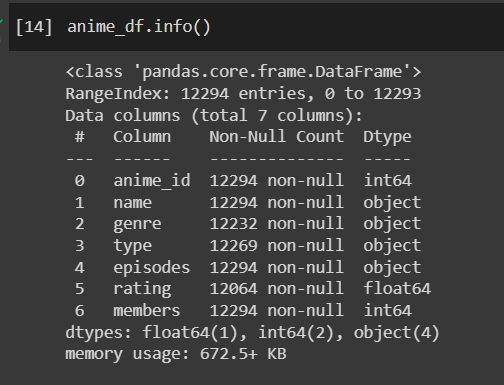 [14] anime_df.info()
<class 'pandas.core.frame.DataFrame'>
RangeIndex: 12294 entries, 0 to 12293
Data columns (total 7 columns):
 #   Column    Non-Null Count  Dtype
---  ------    --------------  -----
 0   anime_id  12294 non-null  int64
 1   name      12294 non-null  object
 2   genre     12232 non-null  object
 3   type      12269 non-null  object
 4   episodes  12294 non-null  object
 5   rating    12064 non-null  float64
 6   members   12294 non-null  int64
dtypes: float64(1), int64(2), object(4)
memory usage: 672.5+ KB